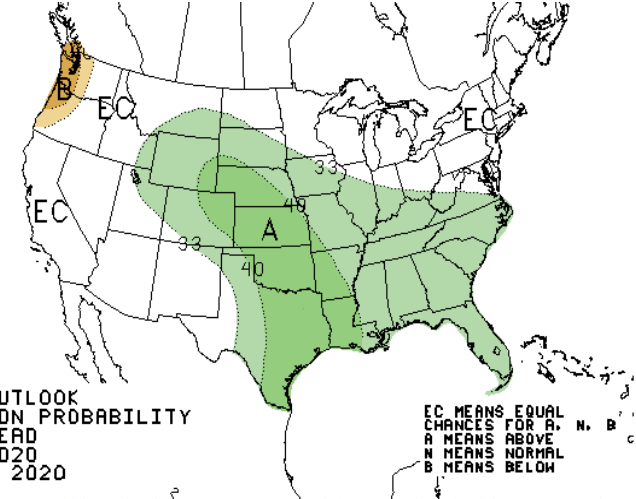 B
EC
EC
33
EC
40
A
33
40
UTLOOK
ON PROBABILITY
EAD
020
2020
EC MEANS EQUAL
CHANCES FOR A, N, B
A MEANS ABOVE
N MEANS NORMAL
B MEANS BELOW